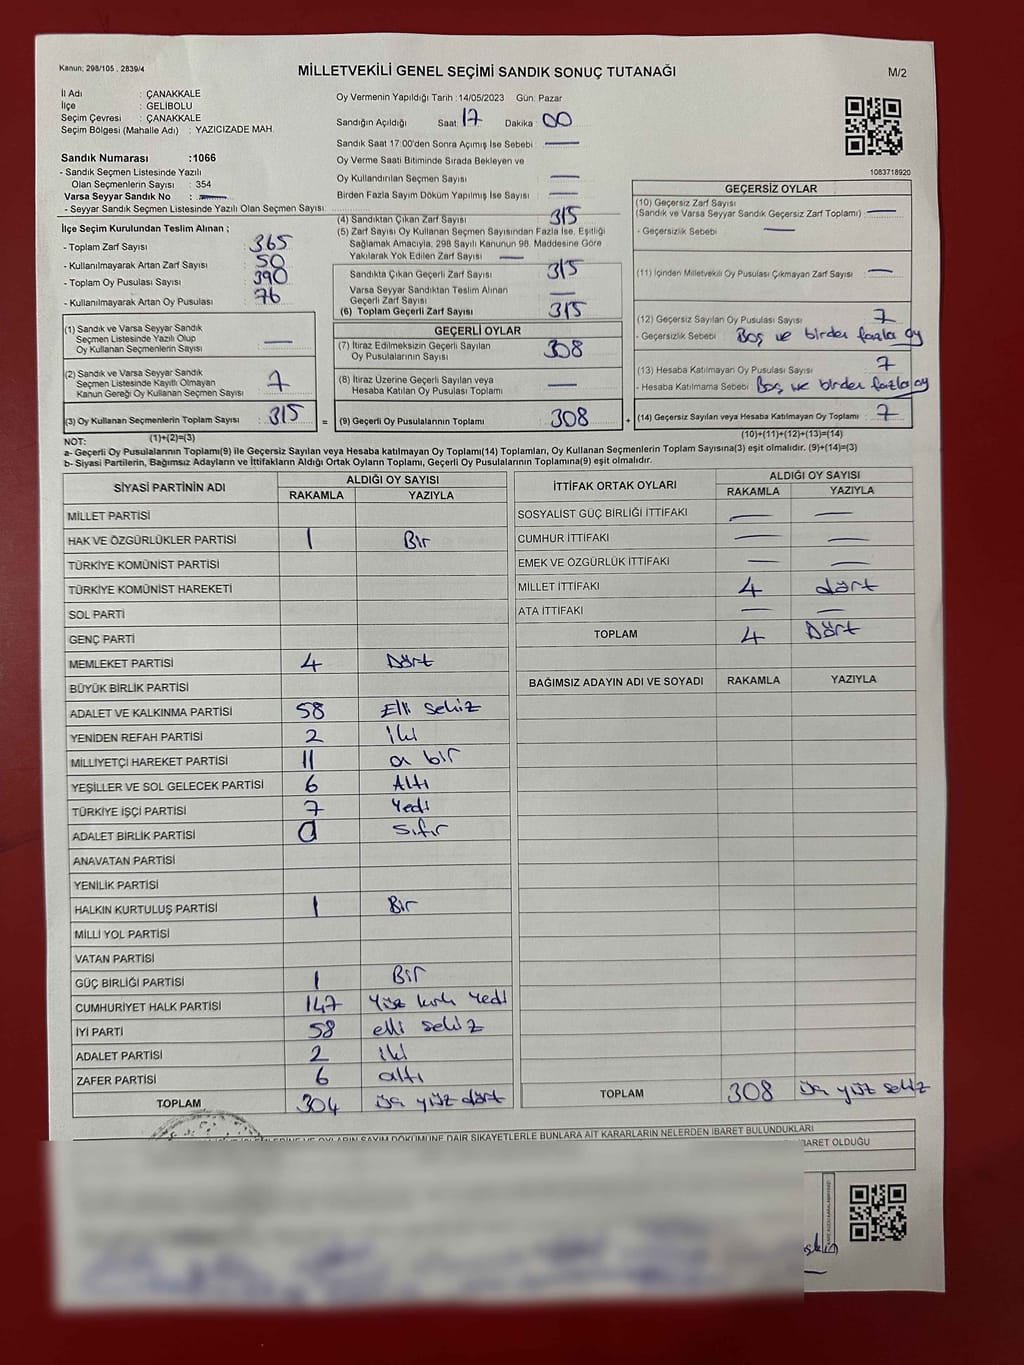 Kanun: 298/105 . 2839/4
MİLLETVEKİLİ GENEL SEÇİMİ SANDIK SONUÇ TUTANAĞI
M/2
İl Adı : ÇANAKKALE
İlçe : GELİBOLU
Seçim Çevresi : ÇANAKKALE
Seçim Bölgesi (Mahalle Adı) : YAZICIZADE MAH.
Sandık Numarası :1066
- Sandık Seçmen Listesinde Yazılı
Olan Seçmenlerin Sayısı : 354
Varsa Seyyar Sandık No : —
- Seyyar Sandık Seçmen Listesinde Yazılı Olan Seçmen Sayısı
Oy Vermenin Yapıldığı Tarih :14/05/2023 Gün: Pazar
Sandığın Açıldığı Saat: 17 Dakika : 00
Sandık Saat 17:00'den Sonra Açımış İse Sebebi —
Oy Verme Saati Bitiminde Sırada Bekleyen ve
Oy Kullandırılan Seçmen Sayısı —
Birden Fazla Sayım Döküm Yapılmış İse Sayısı —
1083718920
İlçe Seçim Kurulundan Teslim Alınan ;
- Toplam Zarf Sayısı 365
- Kullanılmayarak Artan Zarf Sayısı 50
- Toplam Oy Pusulası Sayısı 390
- Kullanılmayarak Artan Oy Pusulası 76
(4) Sandıktan Çıkan Zarf Sayısı 315
(5) Zarf Sayısı Oy Kullanan Seçmen Sayısından Fazla İse, Eşitliği
Sağlamak Amacıyla, 298 Sayılı Kanunun 98. Maddesine Göre
Yakılarak Yok Edilen Zarf Sayısı —
Sandıkta Çıkan Geçerli Zarf Sayısı 315
Varsa Seyyar Sandıktan Teslim Alınan
Geçerli Zarf Sayısı —
(6) Toplam Geçerli Zarf Sayısı 315
GEÇERSİZ OYLAR
(10) Geçersiz Zarf Sayısı
(Sandık ve Varsa Seyyar Sandık Geçersiz Zarf Toplamı) —
- Geçersizlik Sebebi —
(11) İçinden Milletvekili Oy Pusulası Çıkmayan Zarf Sayısı —
(12) Geçersiz Sayılan Oy Pusulası Sayısı 7
- Geçersizlik Sebebi Boş ve birden fazla oy
(13) Hesaba Katılmayan Oy Pusulası Sayısı 7
- Hesaba Katılmama Sebebi Boş ve birden fazla oy
(14) Geçersiz Sayılan veya Hesaba Katılmayan Oy Toplamı 7
(10)+(11)+(12)+(13)=(14)
(1) Sandık ve Varsa Seyyar Sandık
Seçmen Listesinde Yazılı Olup
Oy Kullanan Seçmenlerin Sayısı —
(2) Sandık ve Varsa Seyyar Sandık
Seçmen Listesinde Kayıtlı Olmayan
Kanun Gereği Oy Kullanan Seçmen Sayısı 7
(3) Oy Kullanan Seçmenlerin Toplam Sayısı 315
(1)+(2)=(3)
GEÇERLİ OYLAR
(7) İtiraz Edilmeksizin Geçerli Sayılan
Oy Pusulalarının Sayısı 308
(8) İtiraz Üzerine Geçerli Sayılan veya
Hesaba Katılan Oy Pusulası Toplamı —
= (9) Geçerli Oy Pusulalarının Toplamı 308 +
NOT:
a- Geçerli Oy Pusulalarının Toplamı(9) ile Geçersiz Sayılan veya Hesaba Katılmayan Oy Toplamı(14) Toplamları, Oy Kullanan Seçmenlerin Toplam Sayısına(3) eşit olmalıdır. (9)+(14)=(3)
b- Siyasi Partilerin, Bağımsız Adayların ve İttifakların Aldığı Ortak Oyların Toplamı, Geçerli Oy Pusulalarının Toplamına(9) eşit olmalıdır.
SİYASİ PARTİNİN ADI ALDIĞI OY SAYISI
RAKAMLA YAZIYLA
MİLLET PARTİSİ
HAK VE ÖZGÜRLÜKLER PARTİSİ 1 Bir
TÜRKİYE KOMÜNİST PARTİSİ
TÜRKİYE KOMÜNİST HAREKETİ
SOL PARTİ
GENÇ PARTİ
MEMLEKET PARTİSİ 4 Dört
BÜYÜK BİRLİK PARTİSİ
ADALET VE KALKINMA PARTİSİ 58 Elli sekiz
YENİDEN REFAH PARTİSİ 2 İki
MİLLİYETÇİ HAREKET PARTİSİ 11 on bir
YEŞİLLER VE SOL GELECEK PARTİSİ 6 Altı
TÜRKİYE İŞÇİ PARTİSİ 7 Yedi
ADALET BİRLİK PARTİSİ 0 Sıfır
ANAVATAN PARTİSİ
YENİLİK PARTİSİ
HALKIN KURTULUŞ PARTİSİ 1 Bir
MİLLİ YOL PARTİSİ
VATAN PARTİSİ
GÜÇ BİRLİĞİ PARTİSİ 1 Bir
CUMHURİYET HALK PARTİSİ 147 Yüz kırk Yedi
İYİ PARTİ 58 elli sekiz
ADALET PARTİSİ 2 iki
ZAFER PARTİSİ 6 altı
TOPLAM 304 üç yüz dört
İTTİFAK ORTAK OYLARI ALDIĞI OY SAYISI
RAKAMLA YAZIYLA
SOSYALİST GÜÇ BİRLİĞİ İTTİFAKI — —
CUMHUR İTTİFAKI — —
EMEK VE ÖZGÜRLÜK İTTİFAKI — —
MİLLET İTTİFAKI 4 dört
ATA İTTİFAKI — —
TOPLAM 4 Dört
BAĞIMSIZ ADAYIN ADI VE SOYADI RAKAMLA YAZIYLA
TOPLAM 308 üç yüz sekiz
OYLARIN SAYIM DÖKÜMÜNE DAİR ŞİKAYETLERLE BUNLARA AİT KARARLARIN NELERDEN İBARET BULUNDUKLARI
İBARET OLDUĞU